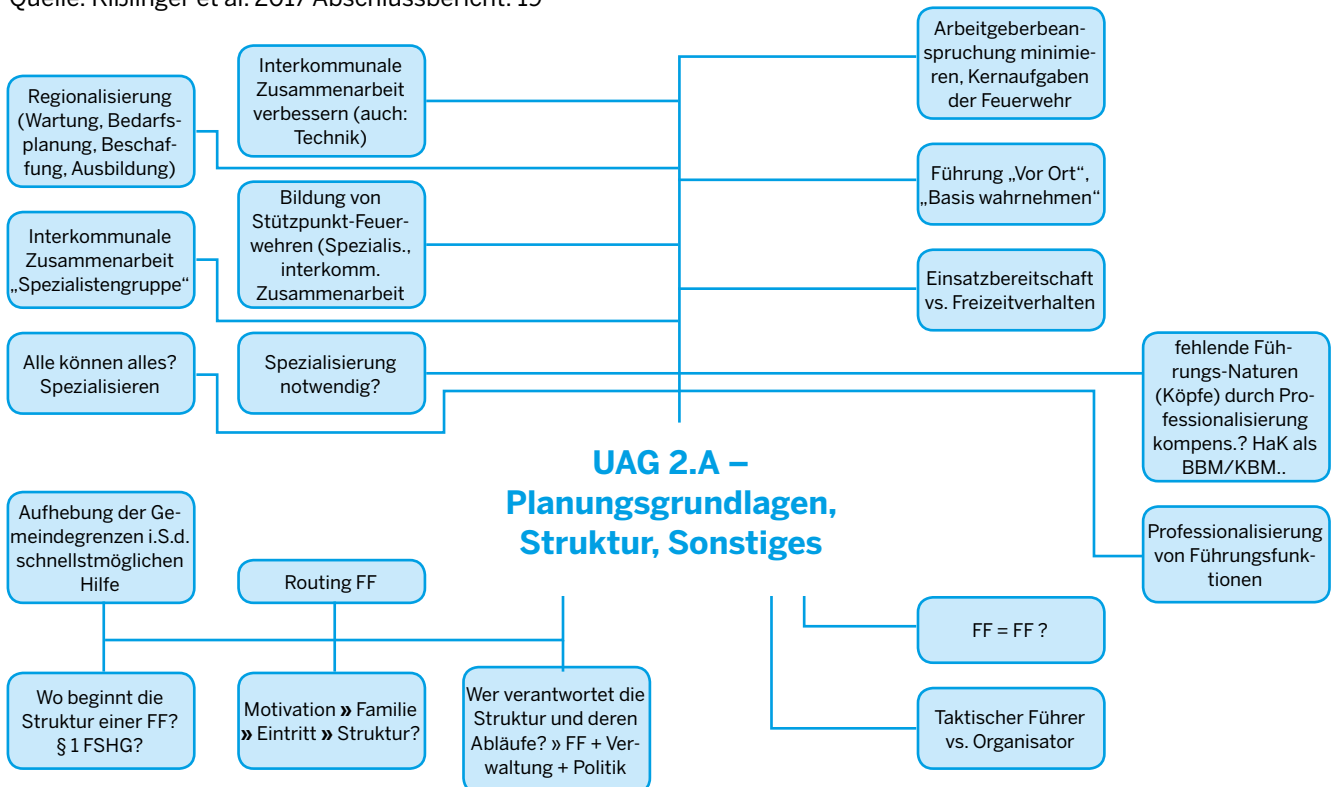 Quelle: Kißlinger et al. 2017 Abschlussbericht: 19
Regionalisierung
(Wartung, Bedarfs-
planung, Beschaf-
fung, Ausbildung)
Interkommunale
Zusammenarbeit
verbessern (auch:
Technik)
Arbeitgeberbean-
spruchung minimie-
ren, Kernaufgaben
der Feuerwehr
Interkommunale
Zusammenarbeit
„Spezialistengruppe“
Bildung von
Stützpunkt-Feuer-
wehren (Spezialis.,
interkomm.
Zusammenarbeit
Führung „Vor Ort“,
„Basis wahrnehmen“
Einsatzbereitschaft
vs. Freizeitverhalten
Alle können alles?
Spezialisieren
Spezialisierung
notwendig?
fehlende Füh-
rungs-Naturen
(Köpfe) durch Pro-
fessionalisierung
kompens.? HaK als
BBM/KBM..
UAG 2.A –
Planungsgrundlagen,
Struktur, Sonstiges
Professionalisierung
von Führungsfunk-
tionen
Aufhebung der Ge-
meindegrenzen i.S.d.
schnellstmöglichen
Hilfe
Routing FF
FF = FF ?
Wo beginnt die
Struktur einer FF?
§ 1 FSHG?
Motivation » Familie
» Eintritt » Struktur?
Wer verantwortet die
Struktur und deren
Abläufe? » FF + Ver-
waltung + Politik
Taktischer Führer
vs. Organisator